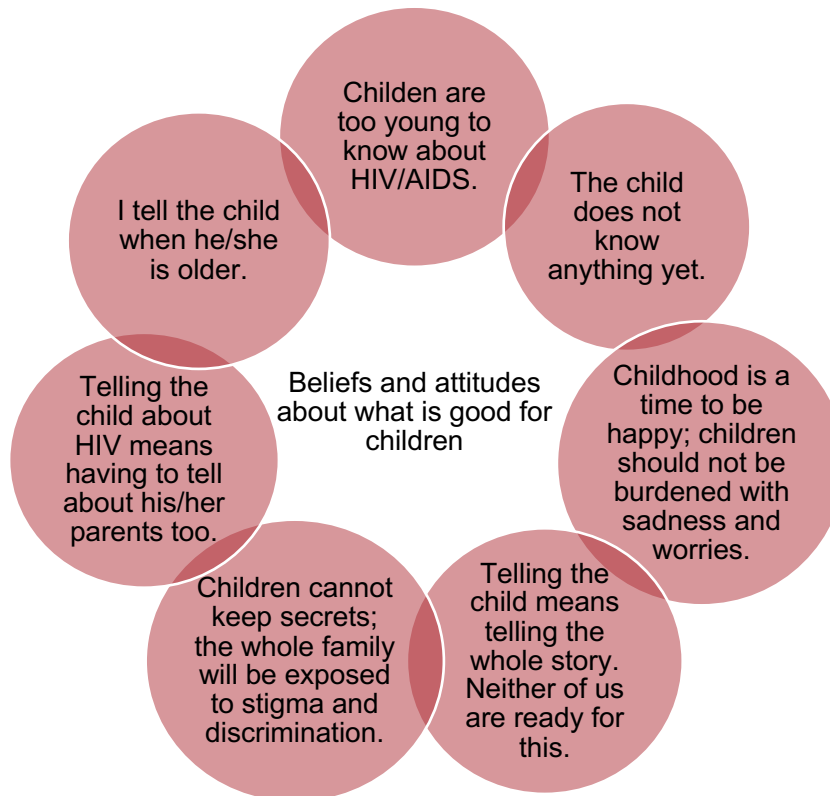 Childen are
too young to
know about
HIV/AIDS.
The child
does not
know
anything yet.
Childhood is a
time to be
happy; children
should not be
burdened with
sadness and
worries.
Telling the
child means
telling the
whole story.
Neither of us
are ready for
this.
Children cannot
keep secrets;
the whole family
will be exposed
to stigma and
discrimination.
Telling the
child about
HIV means
having to tell
about his/her
parents too.
I tell the child
when he/she
is older.
Beliefs and attitudes
about what is good for
children